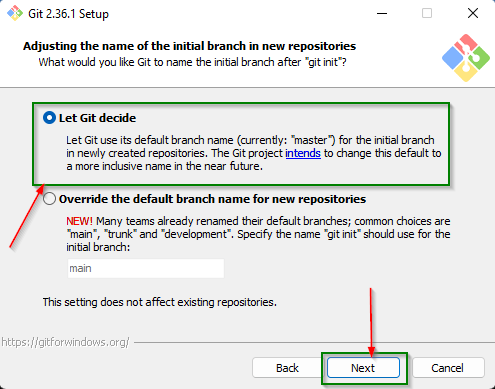 Git 2.36.1 Setup
Adjusting the name of the initial branch in new repositories
What would you like Git to name the initial branch after "git init"?
Let Git decide
Let Git use its default branch name (currently: "master") for the initial branch
in newly created repositories. The Git project intends to change this default to
a more inclusive name in the near future.
Override the default branch name for new repositories
NEW! Many teams already renamed their default branches; common choices are
"main", "trunk" and "development". Specify the name "git init" should use for the
initial branch:
main
This setting does not affect existing repositories.
https://gitforwindows.org/
Back
Next
Cancel